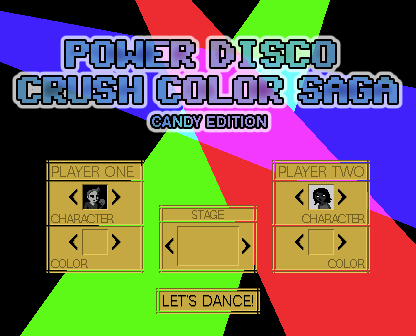 POWER DISCO
CRUSH COLOR SAGA
CANDY EDITION
PLAYER ONE
CHARACTER
COLOR
STAGE
PLAYER TWO
CHARACTER
COLOR
LET'S DANCE!